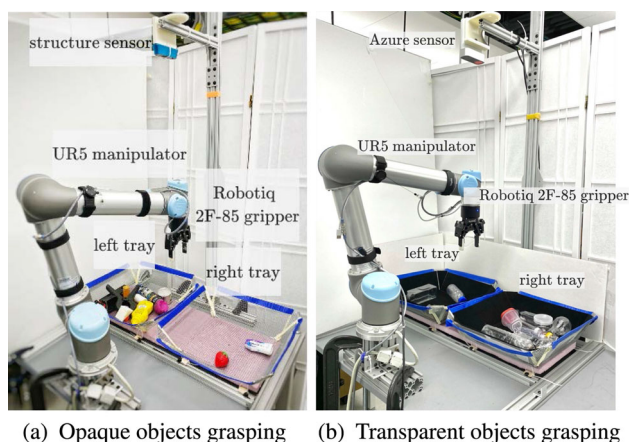 structure sensor
UR5 manipulator
Robotiq
2F-85 gripper
left tray
right tray
Azure sensor
UR5 manipulator
Robotiq 2F-85 gripper
left tray
right tray
(a) Opaque objects grasping
(b) Transparent objects grasping